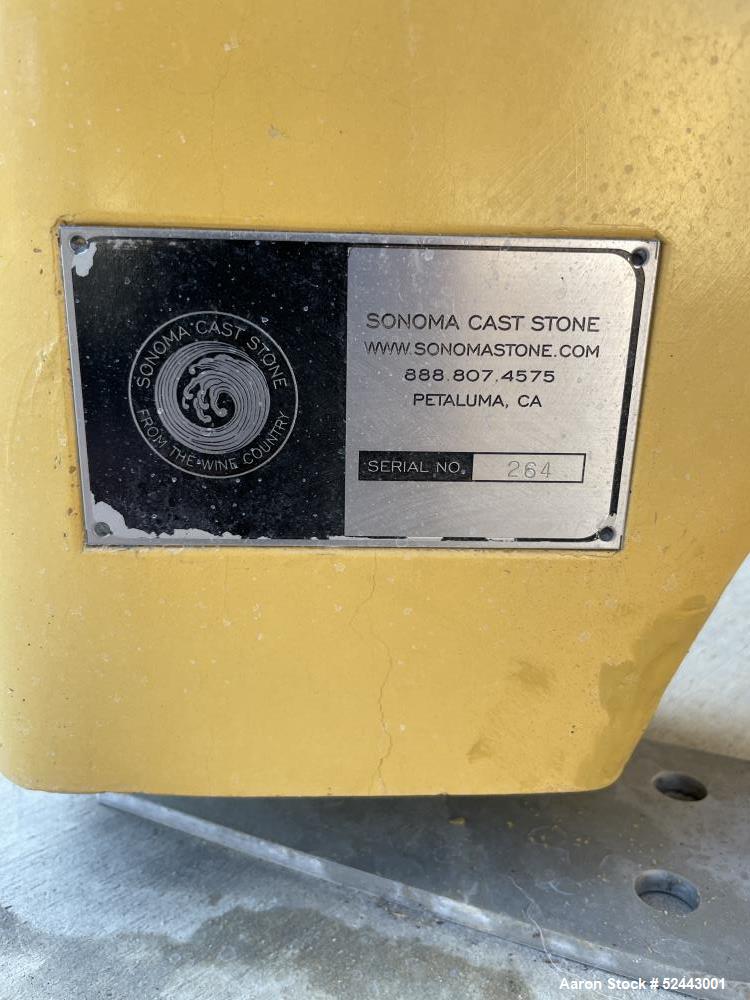 SONOMA CAST STONE
FROM THE WINE COUNTRY
SONOMA CAST STONE
WWW.SONOMASTONE.COM
888.807.4575
PETALUMA, CA
SERIAL NO. 264
Aaron Stock # 52443001